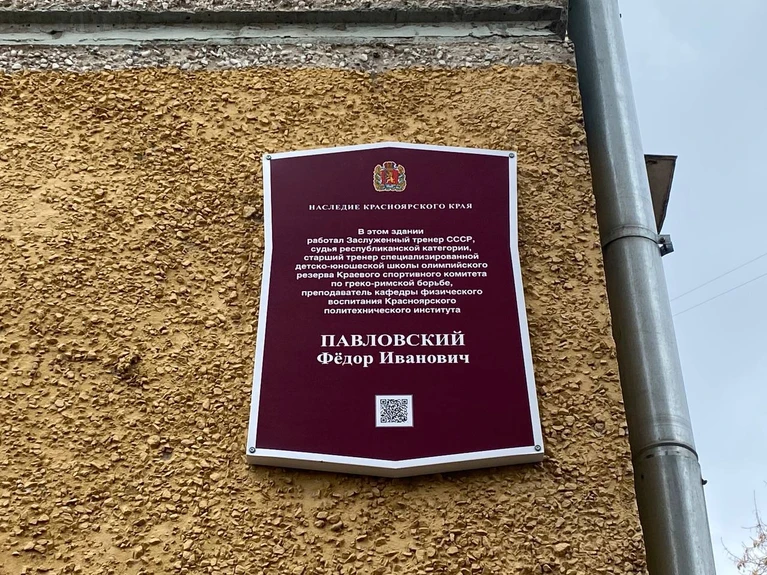 НАСЛЕДИЕ КРАСНОЯРСКОГО КРАЯ
В этом здании
работал Заслуженный тренер СССР,
судья республиканской категории,
старший тренер специализированной
детско-юношеской школы олимпийского
резерва Краевого спортивного комитета
по греко-римской борьбе,
преподаватель кафедры физического
воспитания Красноярского
политехнического института
ПАВЛОВСКИЙ
Фёдор Иванович